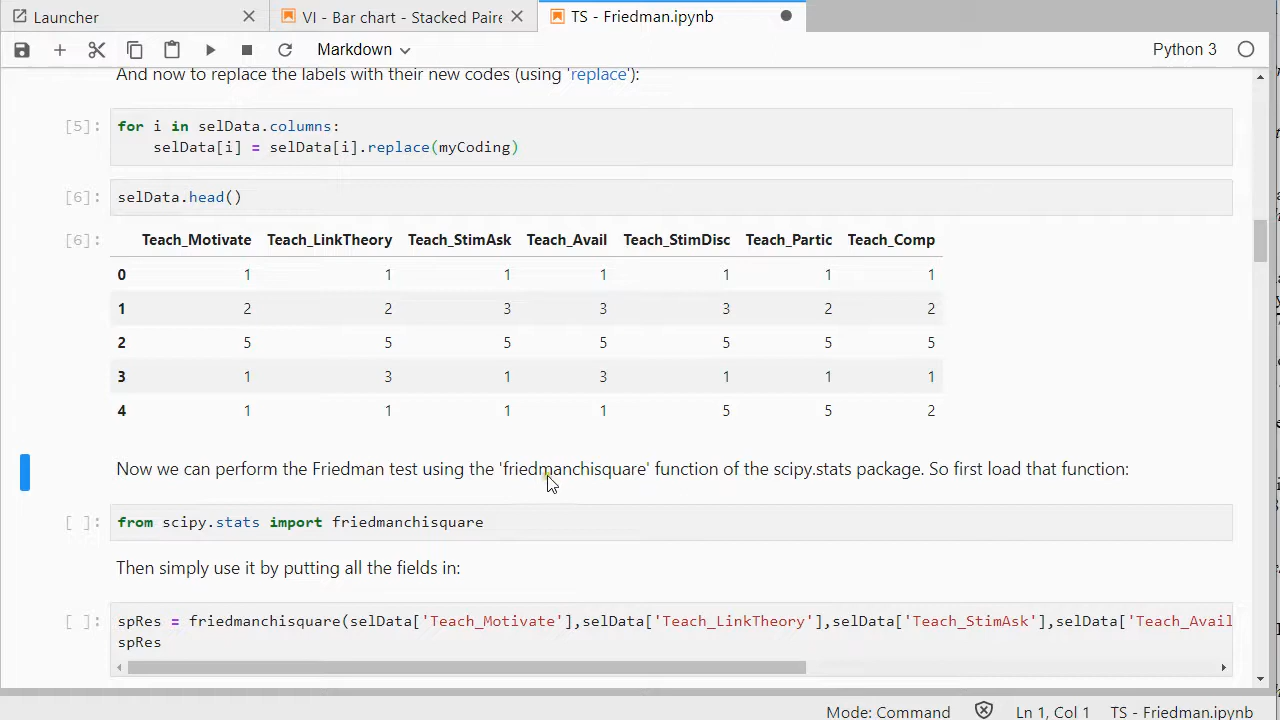 Launcher
VI - Bar chart - Stacked Paire
TS - Friedman.ipynb
Markdown
Python 3
And now to replace the labels with their new codes (using 'replace'):
[5]: for i in selData.columns:
selData[i] = selData[i].replace(myCoding)
[6]: selData.head()
[6]: Teach_Motivate Teach_LinkTheory Teach_StimAsk Teach_Avail Teach_StimDisc Teach_Partic Teach_Comp
0 1 1 1 1 1 1 1
1 2 2 3 3 3 2 2
2 5 5 5 5 5 5 5
3 1 3 1 3 1 1 1
4 1 1 1 1 5 5 2
Now we can perform the Friedman test using the 'friedmanchisquare' function of the scipy.stats package. So first load that function:
[ ]: from scipy.stats import friedmanchisquare
Then simply use it by putting all the fields in:
[ ]: spRes = friedmanchisquare(selData['Teach_Motivate'],selData['Teach_LinkTheory'],selData['Teach_StimAsk'],selData['Teach_Avail
spRes
Mode: Command Ln 1, Col 1 TS - Friedman.ipynb